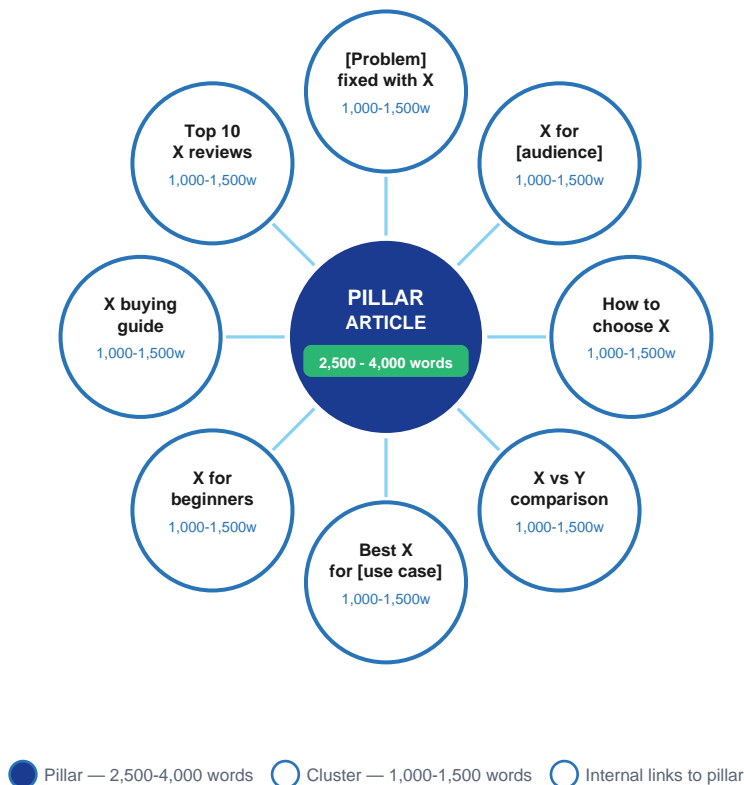 [Problem]
fixed with X
1,000-1,500w
Top 10
X reviews
1,000-1,500w
X for
[audience]
1,000-1,500w
X buying
guide
1,000-1,500w
PILLAR
ARTICLE
2,500 - 4,000 words
How to
choose X
1,000-1,500w
X for
beginners
1,000-1,500w
X vs Y
comparison
1,000-1,500w
Best X
for [use case]
1,000-1,500w
Pillar — 2,500-4,000 words
Cluster — 1,000-1,500 words
Internal links to pillar